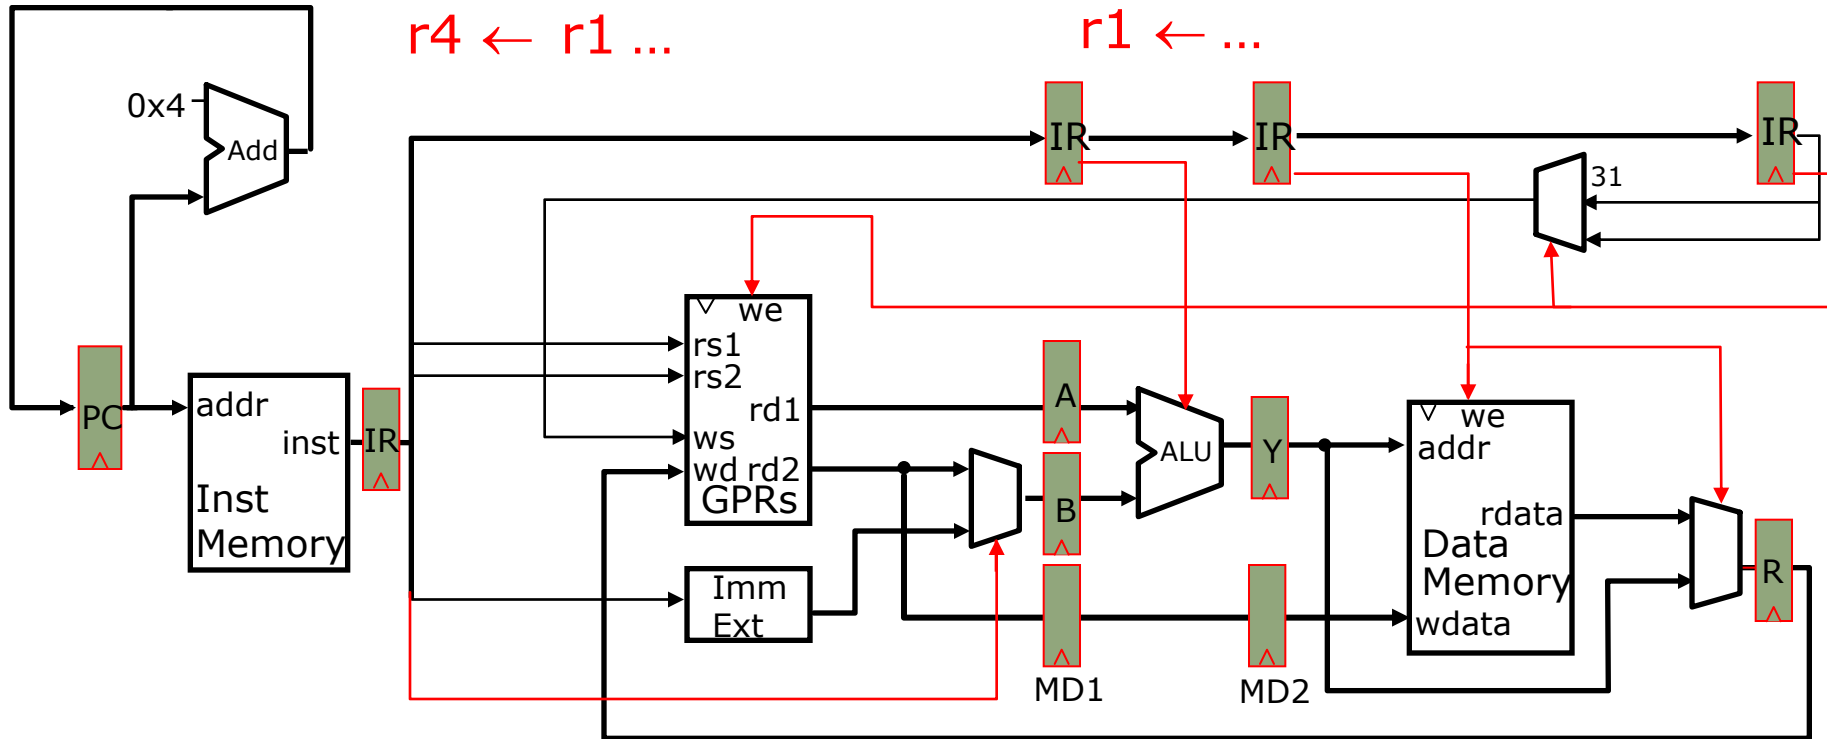 r4 ← r1 ...
r1 ← ...
0x4
Add
IR
IR
IR
31
we
rs1
rs2
rd1
ws
wd rd2
GPRs
PC
addr
inst
Inst
Memory
IR
A
B
ALU
Y
we
addr
rdata
Data
Memory
wdata
R
Imm
Ext
MD1
MD2